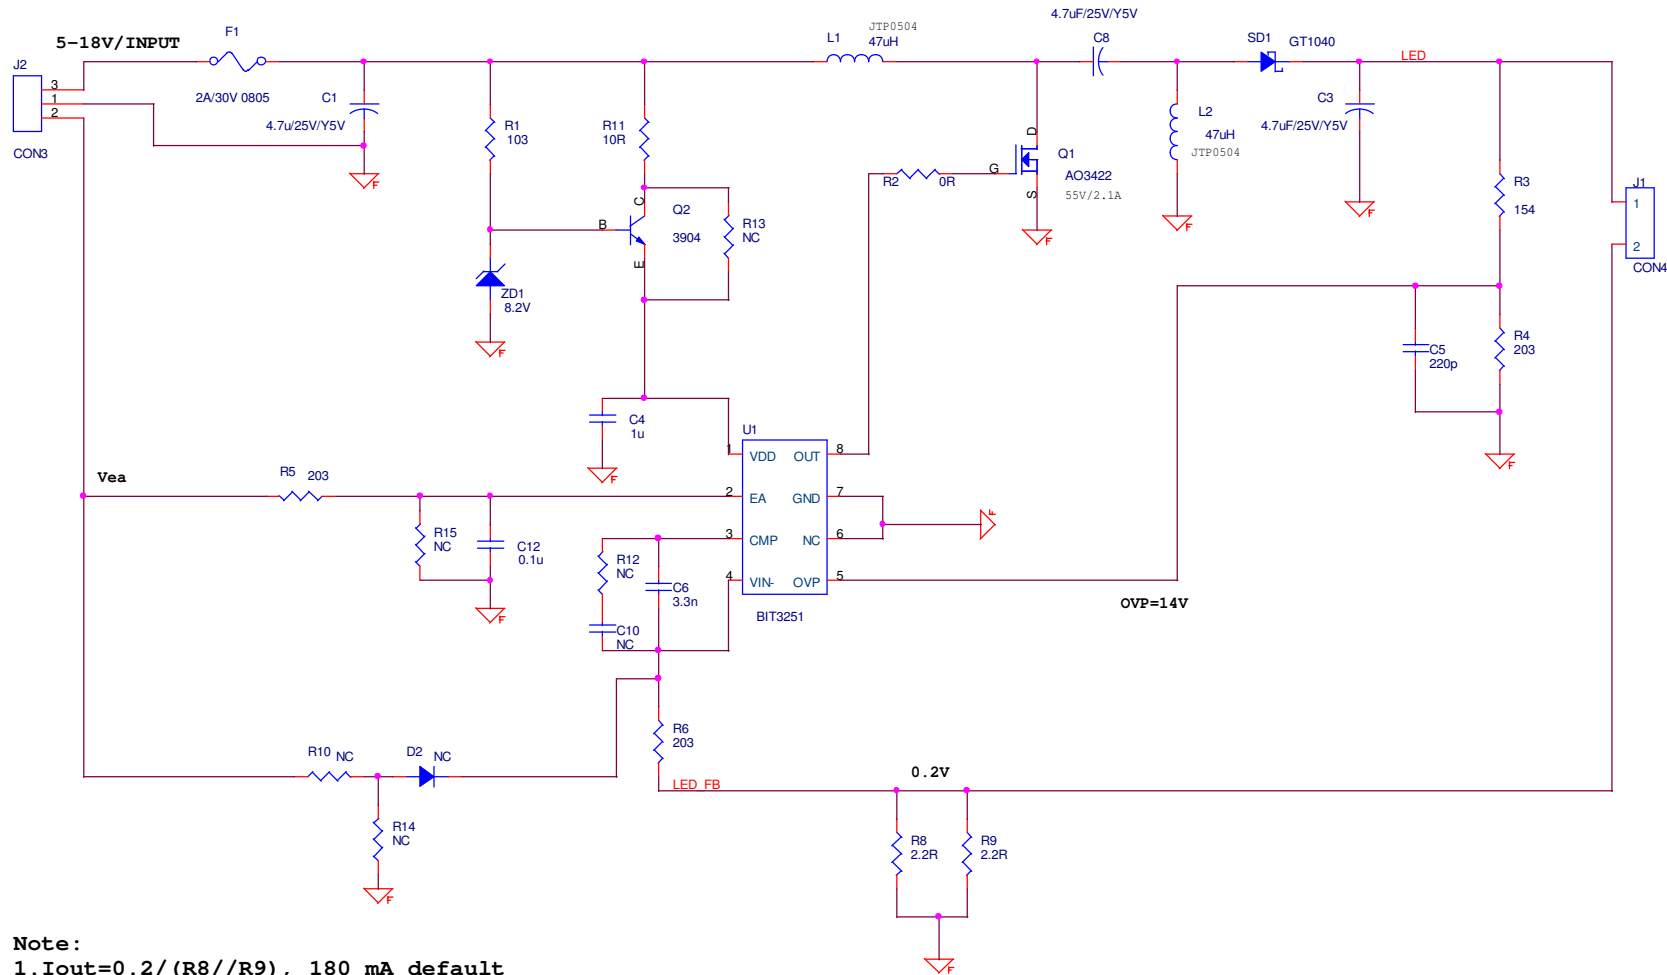 5-18V/INPUT
J2
3
1
2
CON3
F1
2A/30V 0805
C1
4.7u/25V/Y5V
R1
103
R11
10R
L1
JTP0504
47uH
4.7uF/25V/Y5V
C8
SD1
GT1040
LED
C3
4.7uF/25V/Y5V
L2
47uH
JTP0504
D
G
S
Q1
AO3422
55V/2.1A
R2
0R
R3
154
J1
1
2
CON4
B
C
E
Q2
3904
R13
NC
ZD1
8.2V
C5
220p
R4
203
C4
1u
U1
1
VDD
OUT
8
2
EA
GND
7
3
CMP
NC
6
4
VIN-
OVP
5
BIT3251
Vea
R5
203
R15
NC
C12
0.1u
R12
NC
C6
3.3n
C10
NC
OVP=14V
R6
203
R10
NC
D2
NC
LED_FB
0.2V
R14
NC
R8
2.2R
R9
2.2R
F
F
F
F
F
F
F
F
F
F
F
Note:
1.Iout=0.2/(R8//R9), 180 mA default